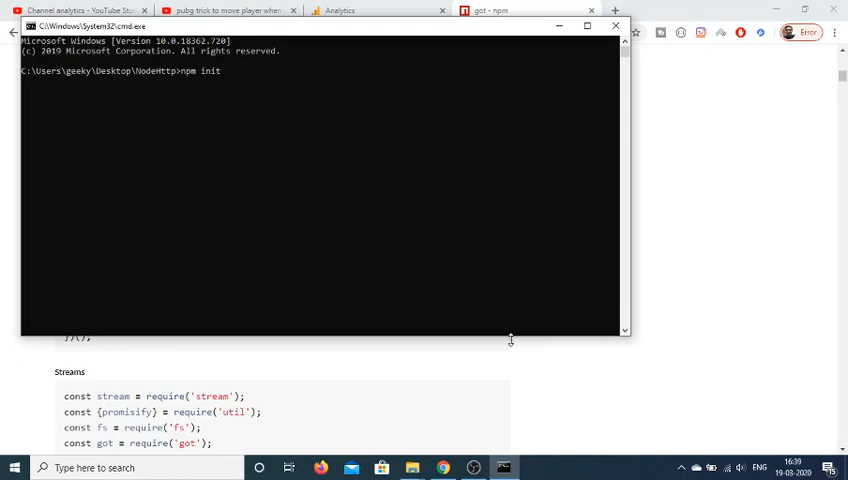 Channel analytics - YouTube Stu
pubg trick to move player when
Analytics
got - npm
C:\Windows\System32\cmd.exe
Error
Microsoft Windows [Version 10.0.18362.720]
(c) 2019 Microsoft Corporation. All rights reserved.
C:\Users\geeky\Desktop\NodeHttp>npm init
})();
Streams
const stream = require('stream');
const {promisify} = require('util');
const fs = require('fs');
const got = require('got');
Type here to search
ENG
16:39
19-03-2020
15